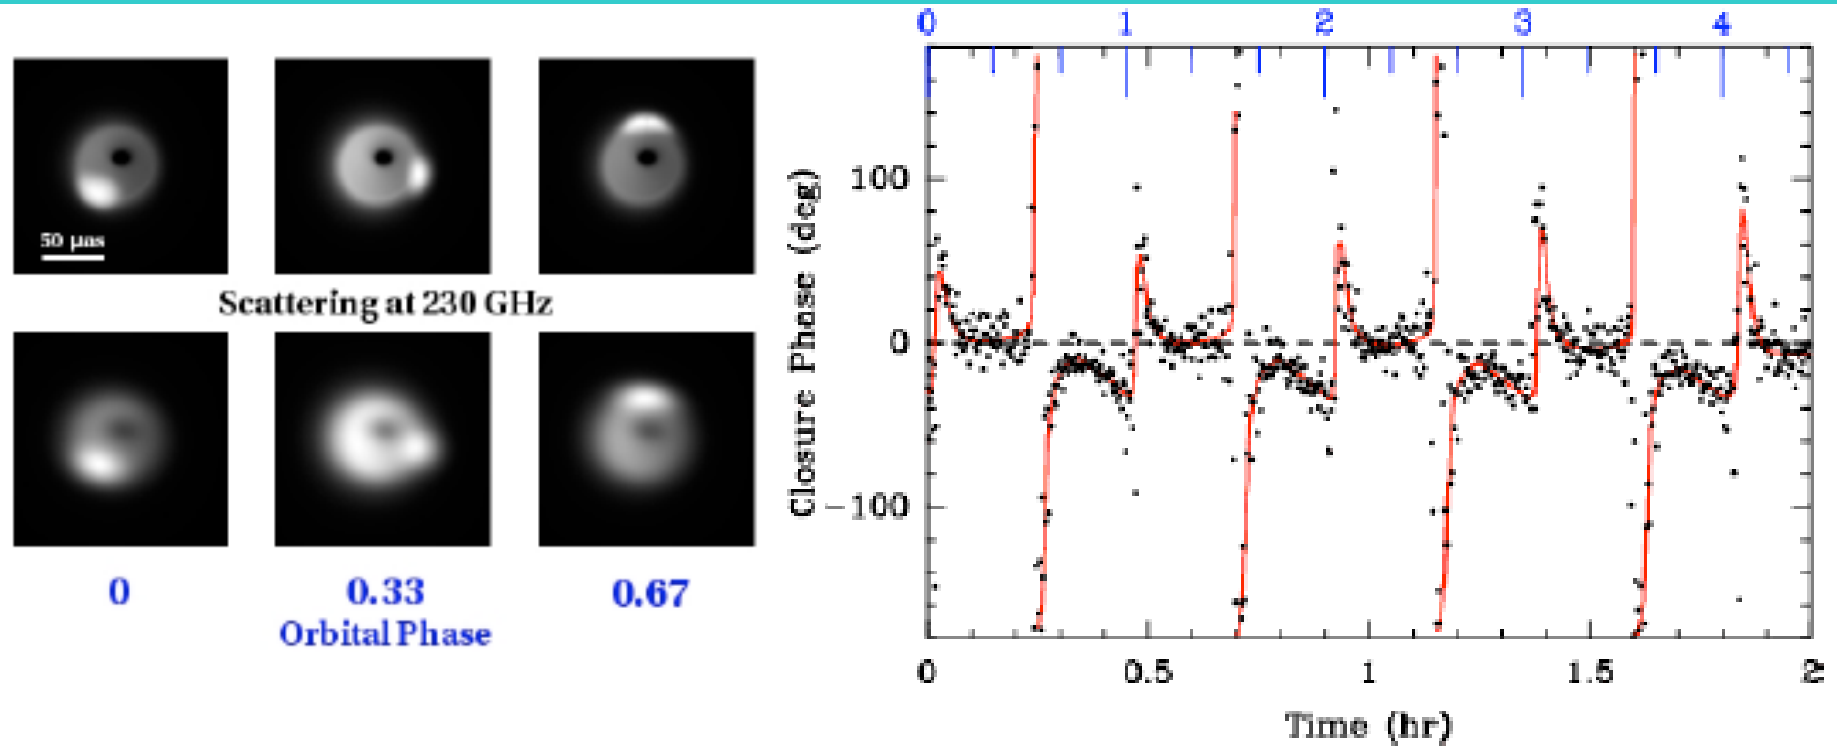 50 μas
Scattering at 230 GHz
0 0.33 0.67
Orbital Phase
0 1 2 3 4
Closure Phase (deg)
100
0
−100
0 0.5 1 1.5 2
Time (hr)